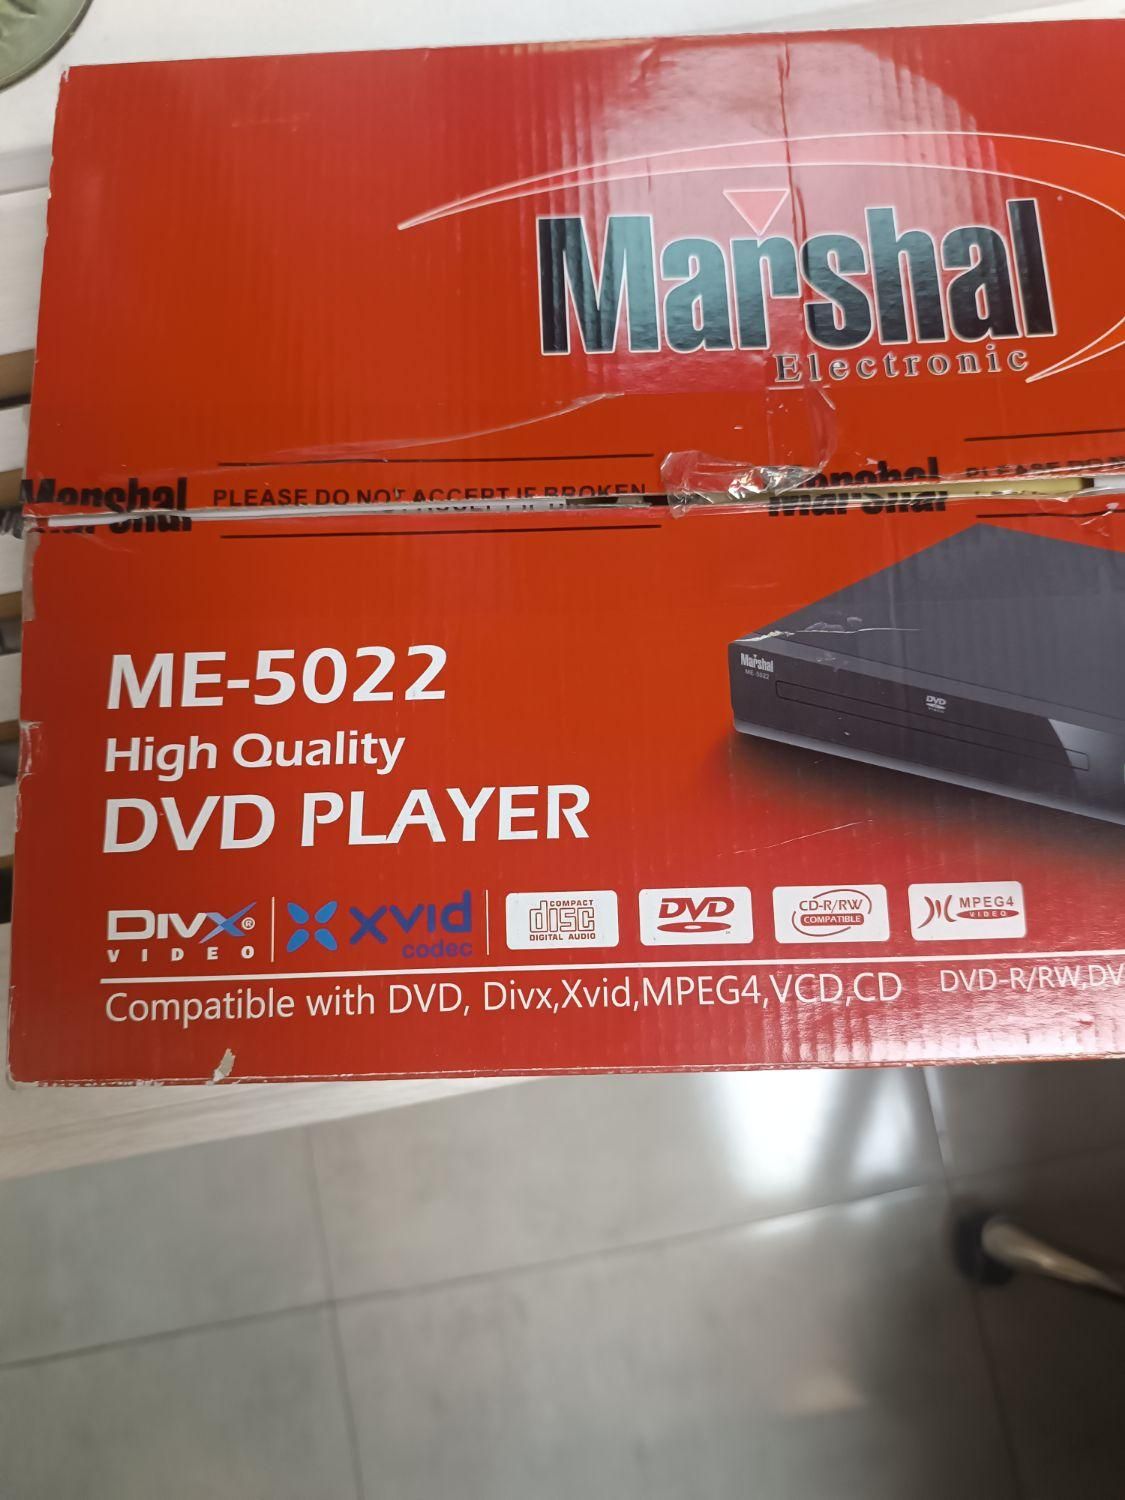 Marshal
Electronic
Marshal PLEASE DO NOT ACCEPT IF BROKEN Marshal
ME-5022
High Quality
DVD PLAYER
Marshal
ME-5022
DVD
DIVX®
VIDEO
xvid
codec
COMPACT
disc
DIGITAL AUDIO
DVD
CD-R/RW
COMPATIBLE
MPEG4
VIDEO
Compatible with DVD, Divx,Xvid,MPEG4,VCD,CD DVD-R/RW,DV